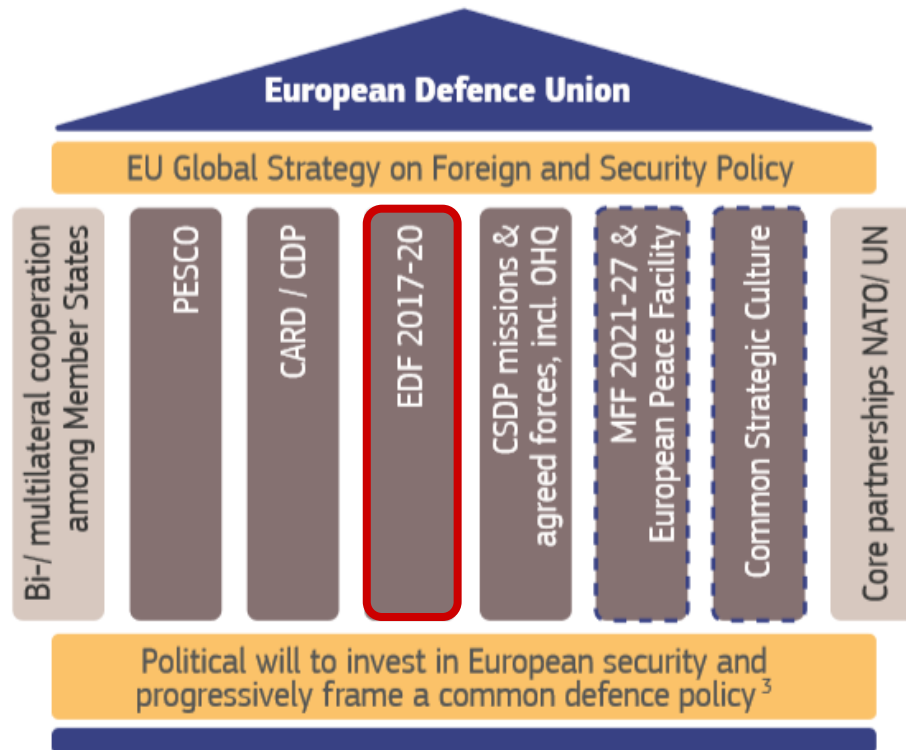 European Defence Union
EU Global Strategy on Foreign and Security Policy
Bi-/ multilateral cooperation
among Member States
PESCO
CARD / CDP
EDF 2017-20
CSDP missions &
agreed forces, incl. OHQ
MFF 2021-27 &
European Peace Facility
Common Strategic Culture
Core partnerships NATO/ UN
Political will to invest in European security and
progressively frame a common defence policy ³